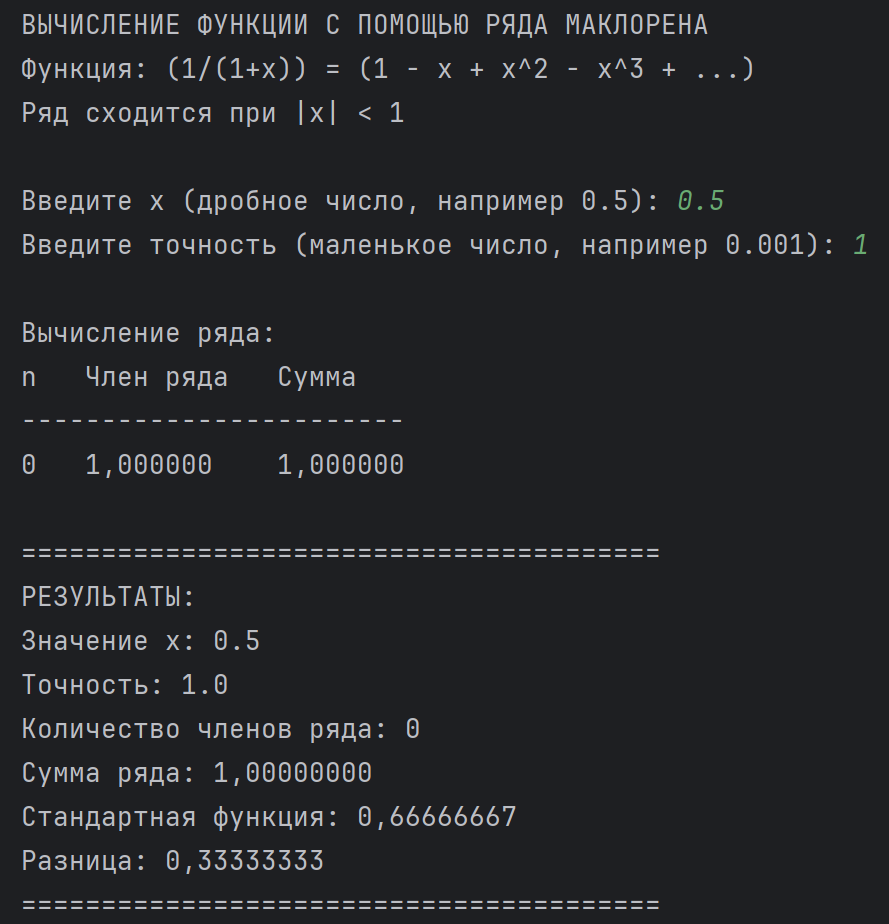 ВЫЧИСЛЕНИЕ ФУНКЦИИ С ПОМОЩЬЮ РЯДА МАКЛОРЕНА
Функция: (1/(1+x)) = (1 - x + x^2 - x^3 + ...)
Ряд сходится при |x| < 1
Введите x (дробное число, например 0.5): 0.5
Введите точность (маленькое число, например 0.001): 1
Вычисление ряда:
n   Член ряда   Сумма
------------------------
0   1,000000    1,000000
========================================
РЕЗУЛЬТАТЫ:
Значение x: 0.5
Точность: 1.0
Количество членов ряда: 0
Сумма ряда: 1,00000000
Стандартная функция: 0,66666667
Разница: 0,33333333
========================================